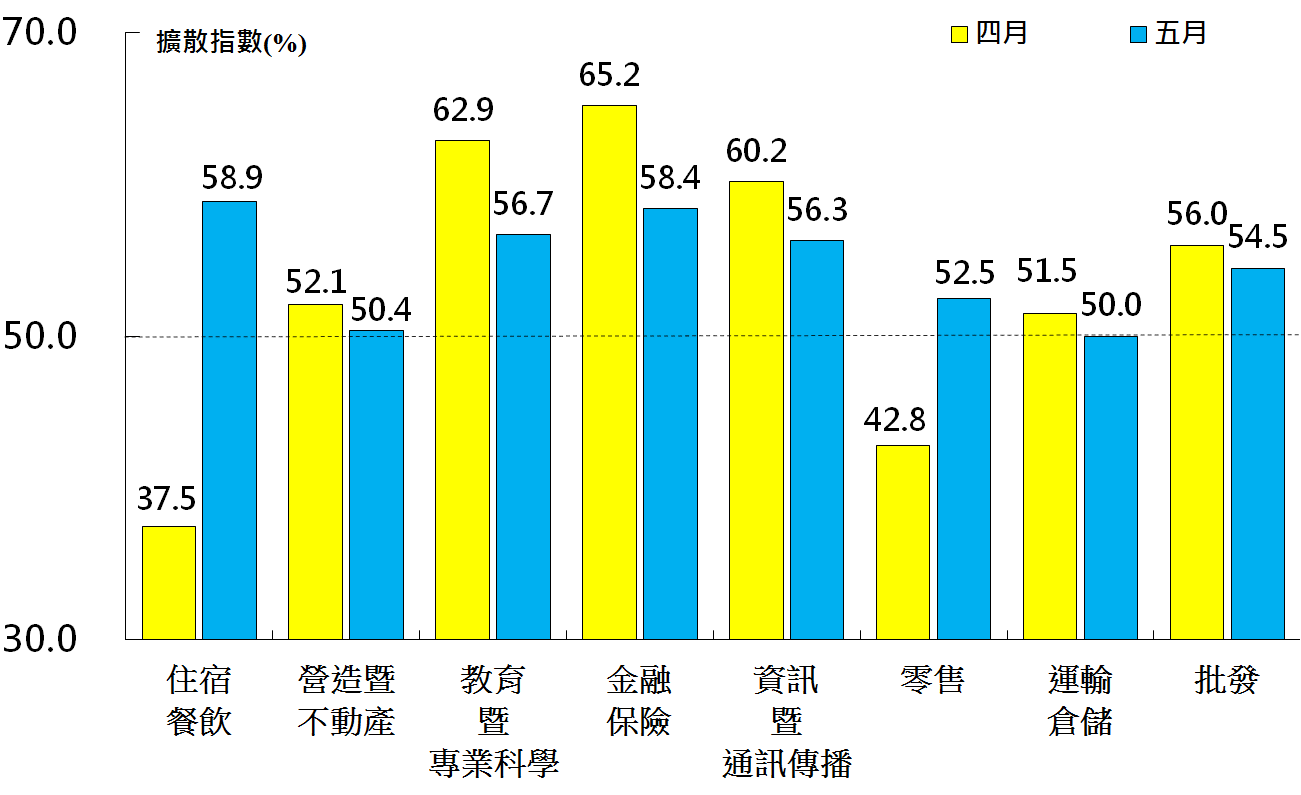 70.0
擴散指數(%)
四月
五月
65.2
62.9
60.2
58.9
58.4
56.7
56.3
56.0
54.5
52.1
50.4
52.5
51.5
50.0
50.0
42.8
37.5
30.0
住宿
餐飲
營造暨
不動產
教育
暨
專業科學
金融
保險
資訊
暨
通訊傳播
零售
運輸
倉儲
批發